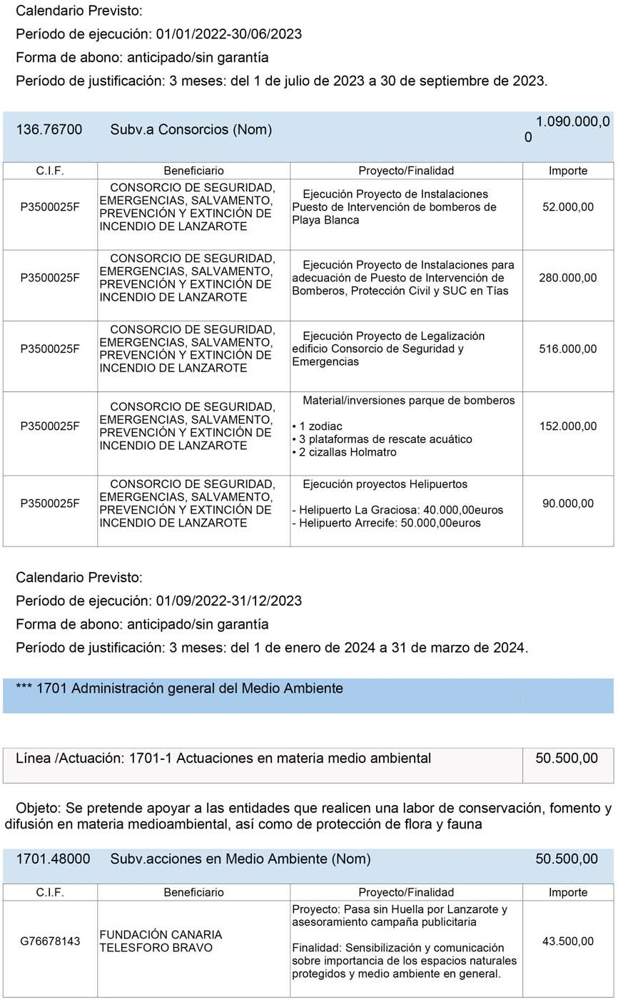 Calendario Previsto:
Período de ejecución: 01/01/2022-30/06/2023
Forma de abono: anticipado/sin garantía
Período de justificación: 3 meses: del 1 de julio de 2023 a 30 de septiembre de 2023.
136.76700 Subv.a Consorcios (Nom) 1.090.000,0
0
C.I.F. Beneficiario Proyecto/Finalidad Importe
P3500025F
CONSORCIO DE SEGURIDAD,
EMERGENCIAS, SALVAMENTO,
PREVENCIÓN Y EXTINCIÓN DE
INCENDIO DE LANZAROTE
Ejecución Proyecto de Instalaciones
Puesto de Intervención de bomberos de
Playa Blanca
52.000,00
P3500025F
CONSORCIO DE SEGURIDAD,
EMERGENCIAS, SALVAMENTO,
PREVENCIÓN Y EXTINCIÓN DE
INCENDIO DE LANZAROTE
Ejecución Proyecto de Instalaciones para
adecuación de Puesto de Intervención de
Bomberos, Protección Civil y SUC en Tías
280.000,00
P3500025F
CONSORCIO DE SEGURIDAD,
EMERGENCIAS, SALVAMENTO,
PREVENCIÓN Y EXTINCIÓN DE
INCENDIO DE LANZAROTE
Ejecución Proyecto de Legalización
edificio Consorcio de Seguridad y
Emergencias
516.000,00
P3500025F
CONSORCIO DE SEGURIDAD,
EMERGENCIAS, SALVAMENTO,
PREVENCIÓN Y EXTINCIÓN DE
INCENDIO DE LANZAROTE
Material/inversiones parque de bomberos
• 1 zodiac
• 3 plataformas de rescate acuático
• 2 cizallas Holmatro
152.000,00
P3500025F
CONSORCIO DE SEGURIDAD,
EMERGENCIAS, SALVAMENTO,
PREVENCIÓN Y EXTINCIÓN DE
INCENDIO DE LANZAROTE
Ejecución proyectos Helipuertos
- Helipuerto La Graciosa: 40.000,00euros
- Helipuerto Arrecife: 50.000,00euros
90.000,00
Calendario Previsto:
Período de ejecución: 01/09/2022-31/12/2023
Forma de abono: anticipado/sin garantía
Período de justificación: 3 meses: del 1 de enero de 2024 a 31 de marzo de 2024.
*** 1701 Administración general del Medio Ambiente
Línea /Actuación: 1701-1 Actuaciones en materia medio ambiental 50.500,00
Objeto: Se pretende apoyar a las entidades que realicen una labor de conservación, fomento y
difusión en materia medioambiental, así como de protección de flora y fauna
1701.48000 Subv.acciones en Medio Ambiente (Nom) 50.500,00
C.I.F. Beneficiario Proyecto/Finalidad Importe
G76678143
FUNDACIÓN CANARIA
TELESFORO BRAVO
Proyecto: Pasa sin Huella por Lanzarote y
asesoramiento campaña publicitaria
Finalidad: Sensibilización y comunicación
sobre importancia de los espacios naturales
protegidos y medio ambiente en general.
43.500,00